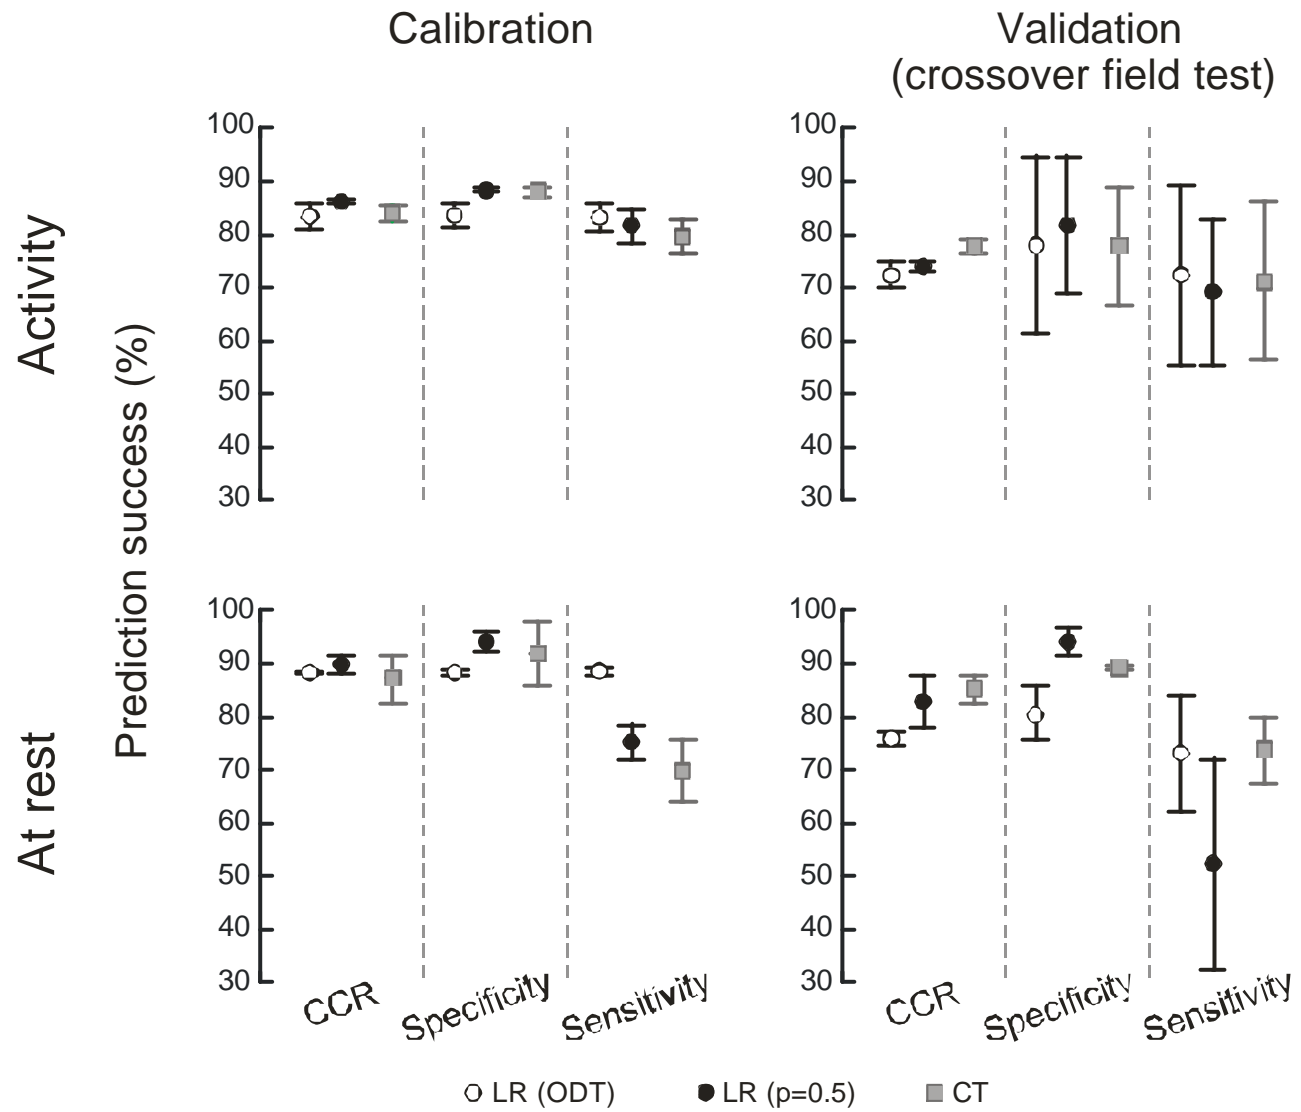 Calibration
Validation
(crossover field test)
Activity
At rest
Prediction success (%)
100
90
80
70
60
50
40
30
100
90
80
70
60
50
40
30
100
90
80
70
60
50
40
30
CCR
Specificity
Sensitivity
100
90
80
70
60
50
40
30
CCR
Specificity
Sensitivity
LR (ODT)
LR (p=0.5)
CT